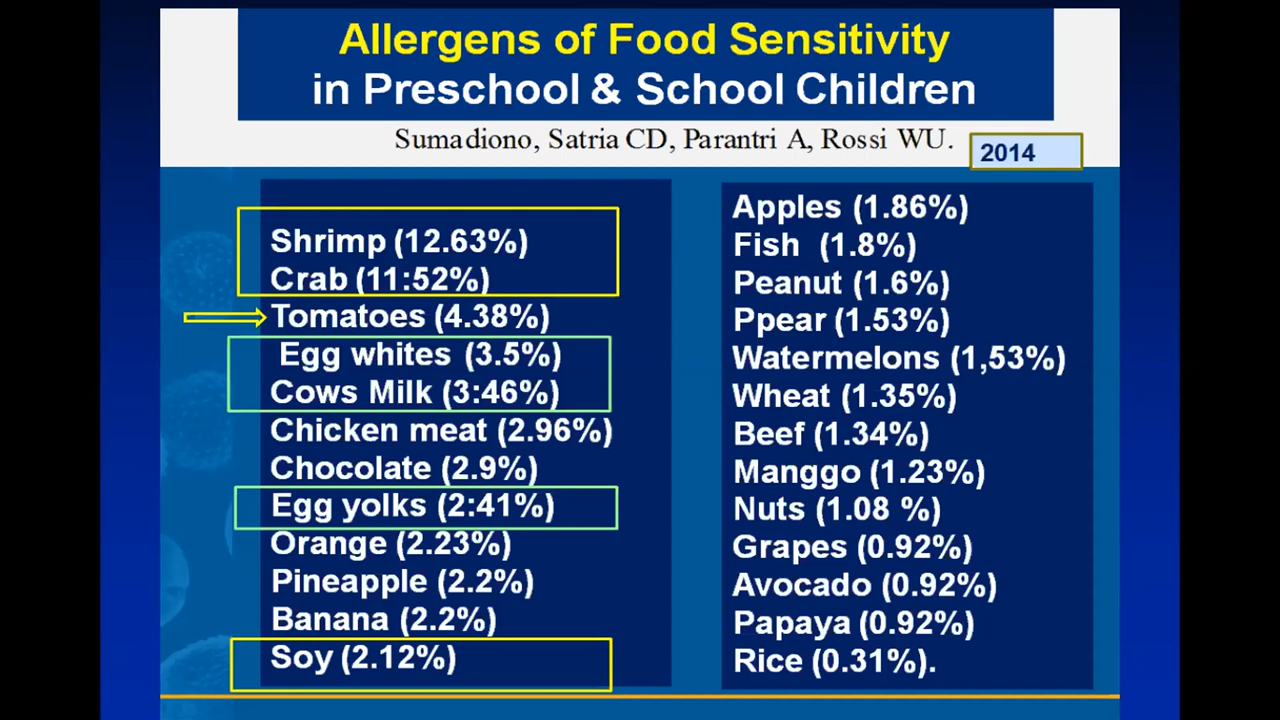 Allergens of Food Sensitivity
in Preschool & School Children
Sumadiono, Satria CD, Parantri A, Rossi WU.
2014
Shrimp (12.63%)
Crab (11:52%)
Tomatoes (4.38%)
Egg whites (3.5%)
Cows Milk (3:46%)
Chicken meat (2.96%)
Chocolate (2.9%)
Egg yolks (2:41%)
Orange (2.23%)
Pineapple (2.2%)
Banana (2.2%)
Soy (2.12%)
Apples (1.86%)
Fish (1.8%)
Peanut (1.6%)
Ppear (1.53%)
Watermelons (1,53%)
Wheat (1.35%)
Beef (1.34%)
Manggo (1.23%)
Nuts (1.08 %)
Grapes (0.92%)
Avocado (0.92%)
Papaya (0.92%)
Rice (0.31%).